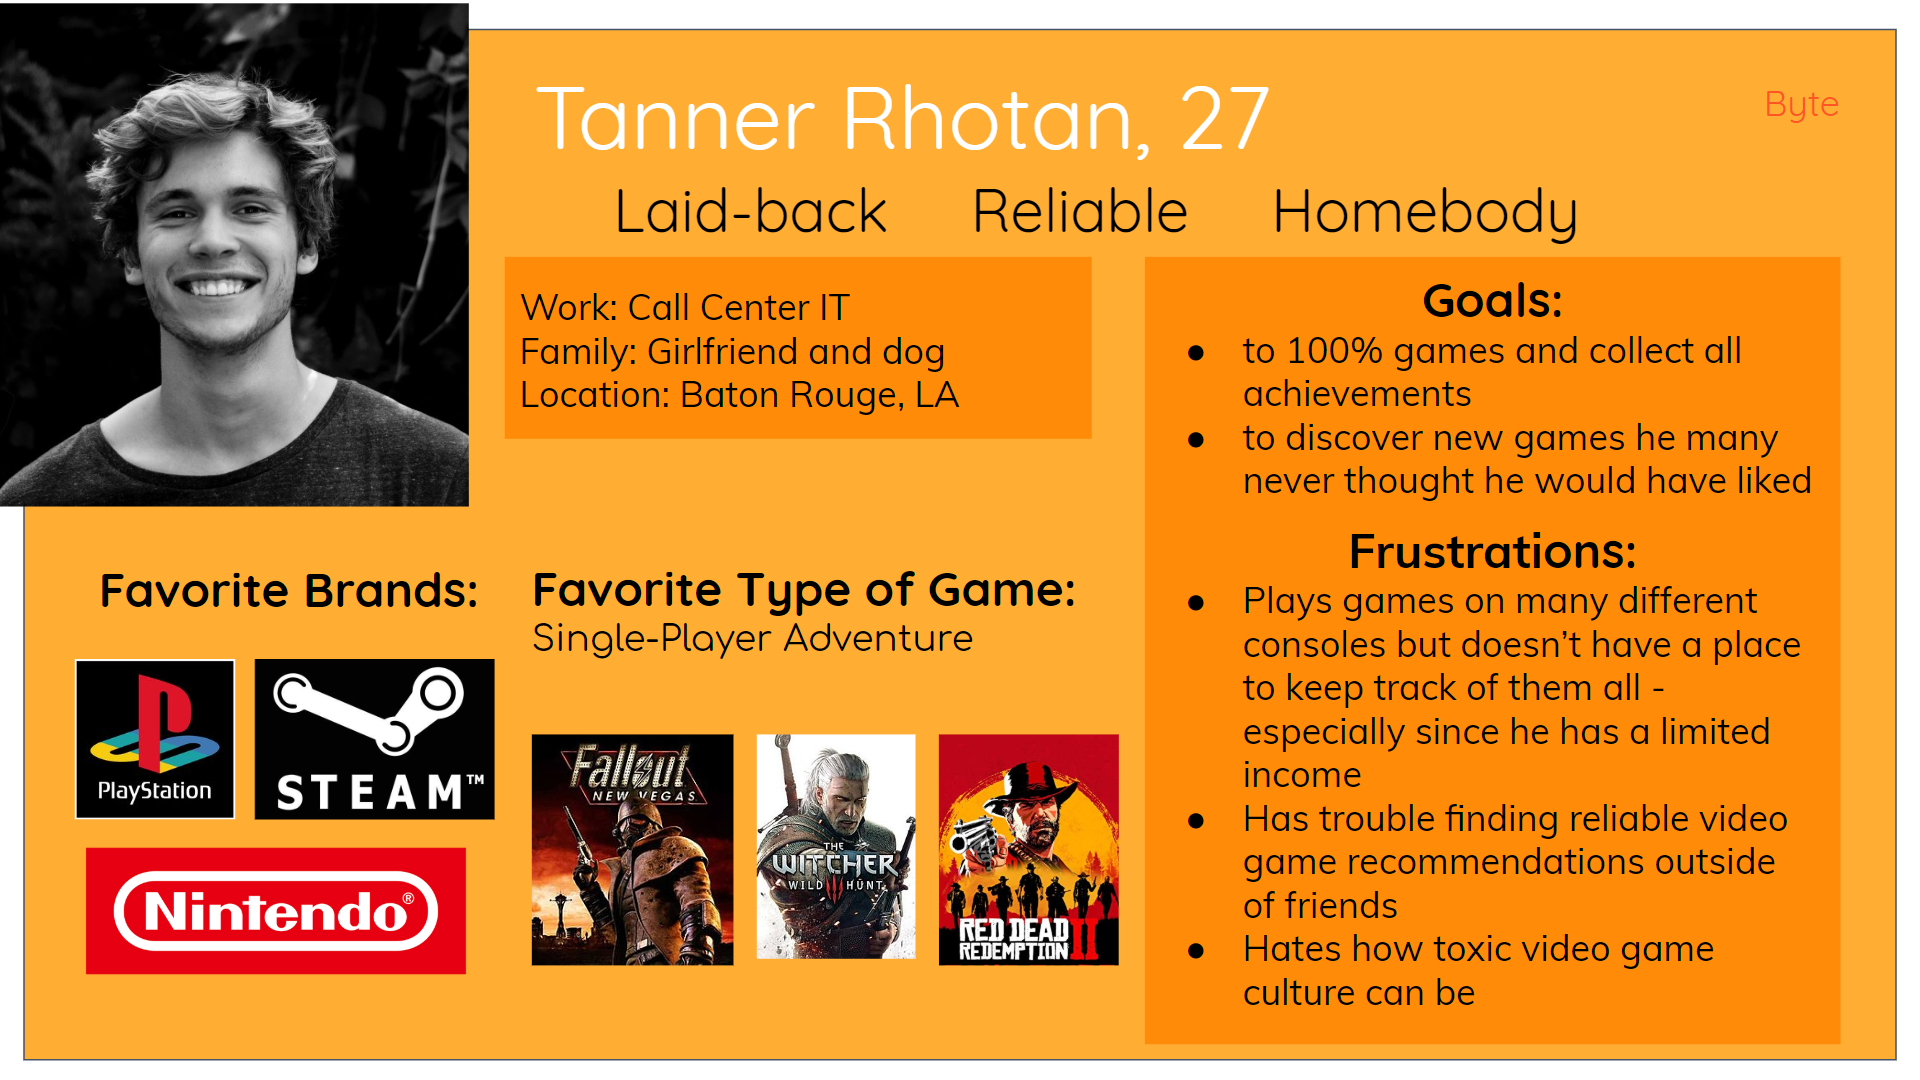 Tanner Rhotan, 27
Byte
Laid-back Reliable Homebody
Work: Call Center IT
Family: Girlfriend and dog
Location: Baton Rouge, LA
Goals:
● to 100% games and collect all
achievements
● to discover new games he many
never thought he would have liked
Frustrations:
● Plays games on many different
consoles but doesn’t have a place
to keep track of them all -
especially since he has a limited
income
● Has trouble finding reliable video
game recommendations outside
of friends
● Hates how toxic video game
culture can be
Favorite Brands:
PlayStation
STEAM™
Nintendo®
Favorite Type of Game:
Single-Player Adventure
Fallout
NEW VEGAS
THE
WITCHER
WILD HUNT
RED DEAD
REDEMPTION II